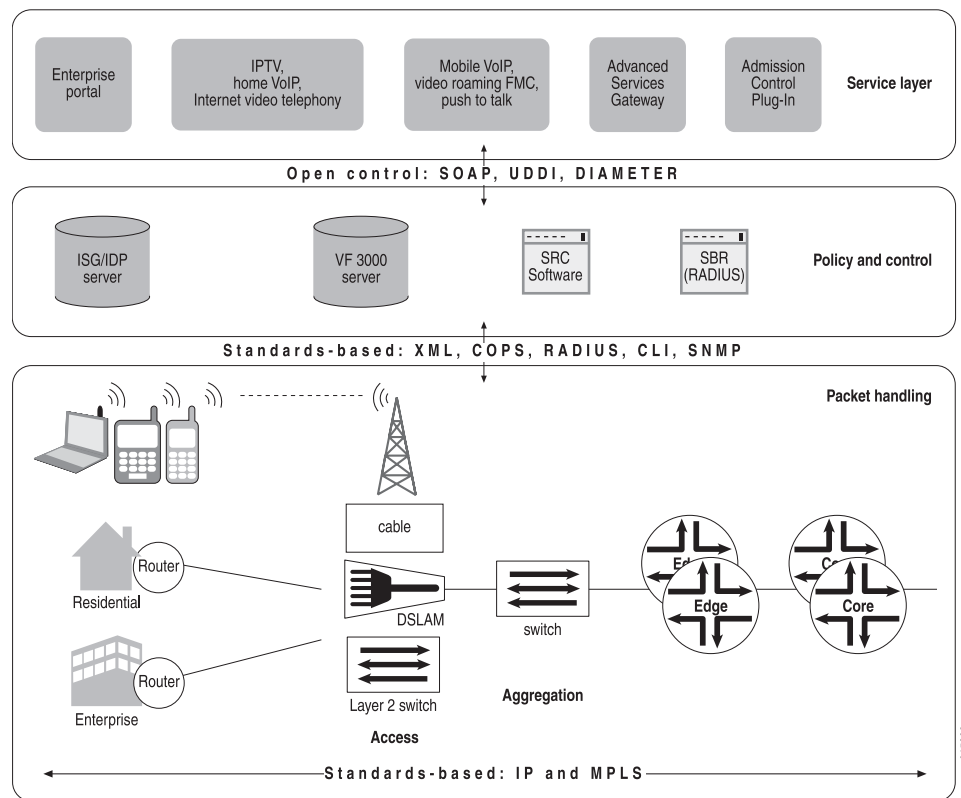 Enterprise
portal
IPTV,
home VoIP,
Internet video telephony
Mobile VoIP,
video roaming FMC,
push to talk
Advanced
Services
Gateway
Admission
Control
Plug-In
Service layer
Open control: SOAP, UDDI, DIAMETER
ISG/IDP
server
VF 3000
server
SRC
Software
SBR
(RADIUS)
Policy and control
Standards-based: XML, COPS, RADIUS, CLI, SNMP
Packet handling
cable
Router
Residential
DSLAM
switch
Edge
Core
Router
Enterprise
Layer 2 switch
Aggregation
Access
Standards-based: IP and MPLS